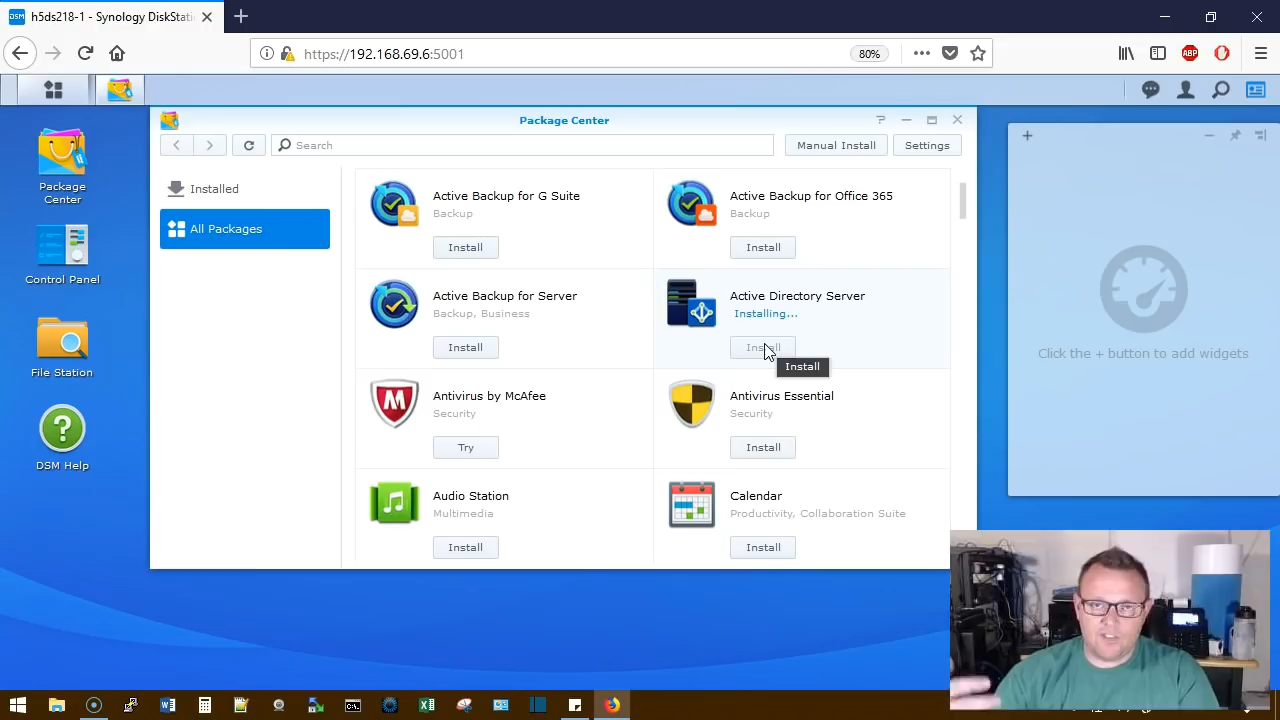 DSM h5ds218-1 - Synology DiskStati
https://192.168.69.6:5001
80%
ABP
Package Center
Search
Manual Install
Settings
Package Center
Control Panel
File Station
DSM Help
Installed
All Packages
Active Backup for G Suite
Backup
Install
Active Backup for Office 365
Backup
Install
Active Backup for Server
Backup, Business
Install
Active Directory Server
Installing...
Install
Install
Antivirus by McAfee
Security
Try
Antivirus Essential
Security
Install
Audio Station
Multimedia
Install
Calendar
Productivity, Collaboration Suite
Install
Click the + button to add widgets